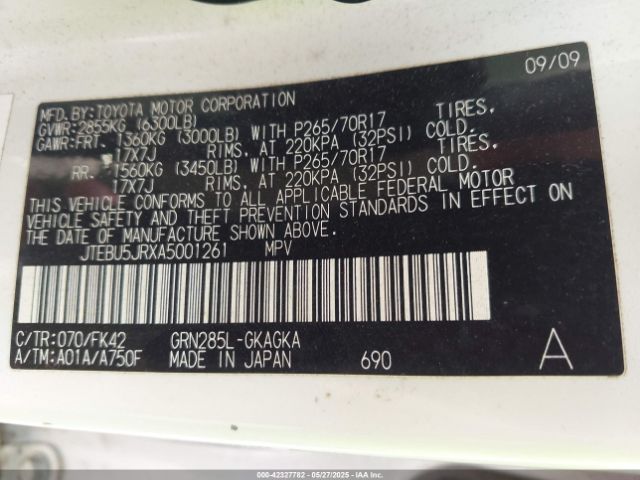 09/09
MFD.BY:TOYOTA MOTOR CORPORATION
GVWR:2855KG (6300LB)
GAWR:FRT. 1360KG (3000LB) WITH P265/70R17 TIRES,
17X7J RIMS, AT 220KPA (32PSI) COLD.
RR. 1560KG (3450LB) WITH P265/70R17 TIRES,
17X7J RIMS, AT 220KPA (32PSI) COLD.
THIS VEHICLE CONFORMS TO ALL APPLICABLE FEDERAL MOTOR
VEHICLE SAFETY AND THEFT PREVENTION STANDARDS IN EFFECT ON
THE DATE OF MANUFACTURE SHOWN ABOVE.
JTEBU5JRXA5001261 MPV
C/TR:070/FK42 GRN285L-GKAGKA
A/TM:A01A/A750F MADE IN JAPAN 690 A
000-42327782 - 05/27/2025 - IAA Inc.